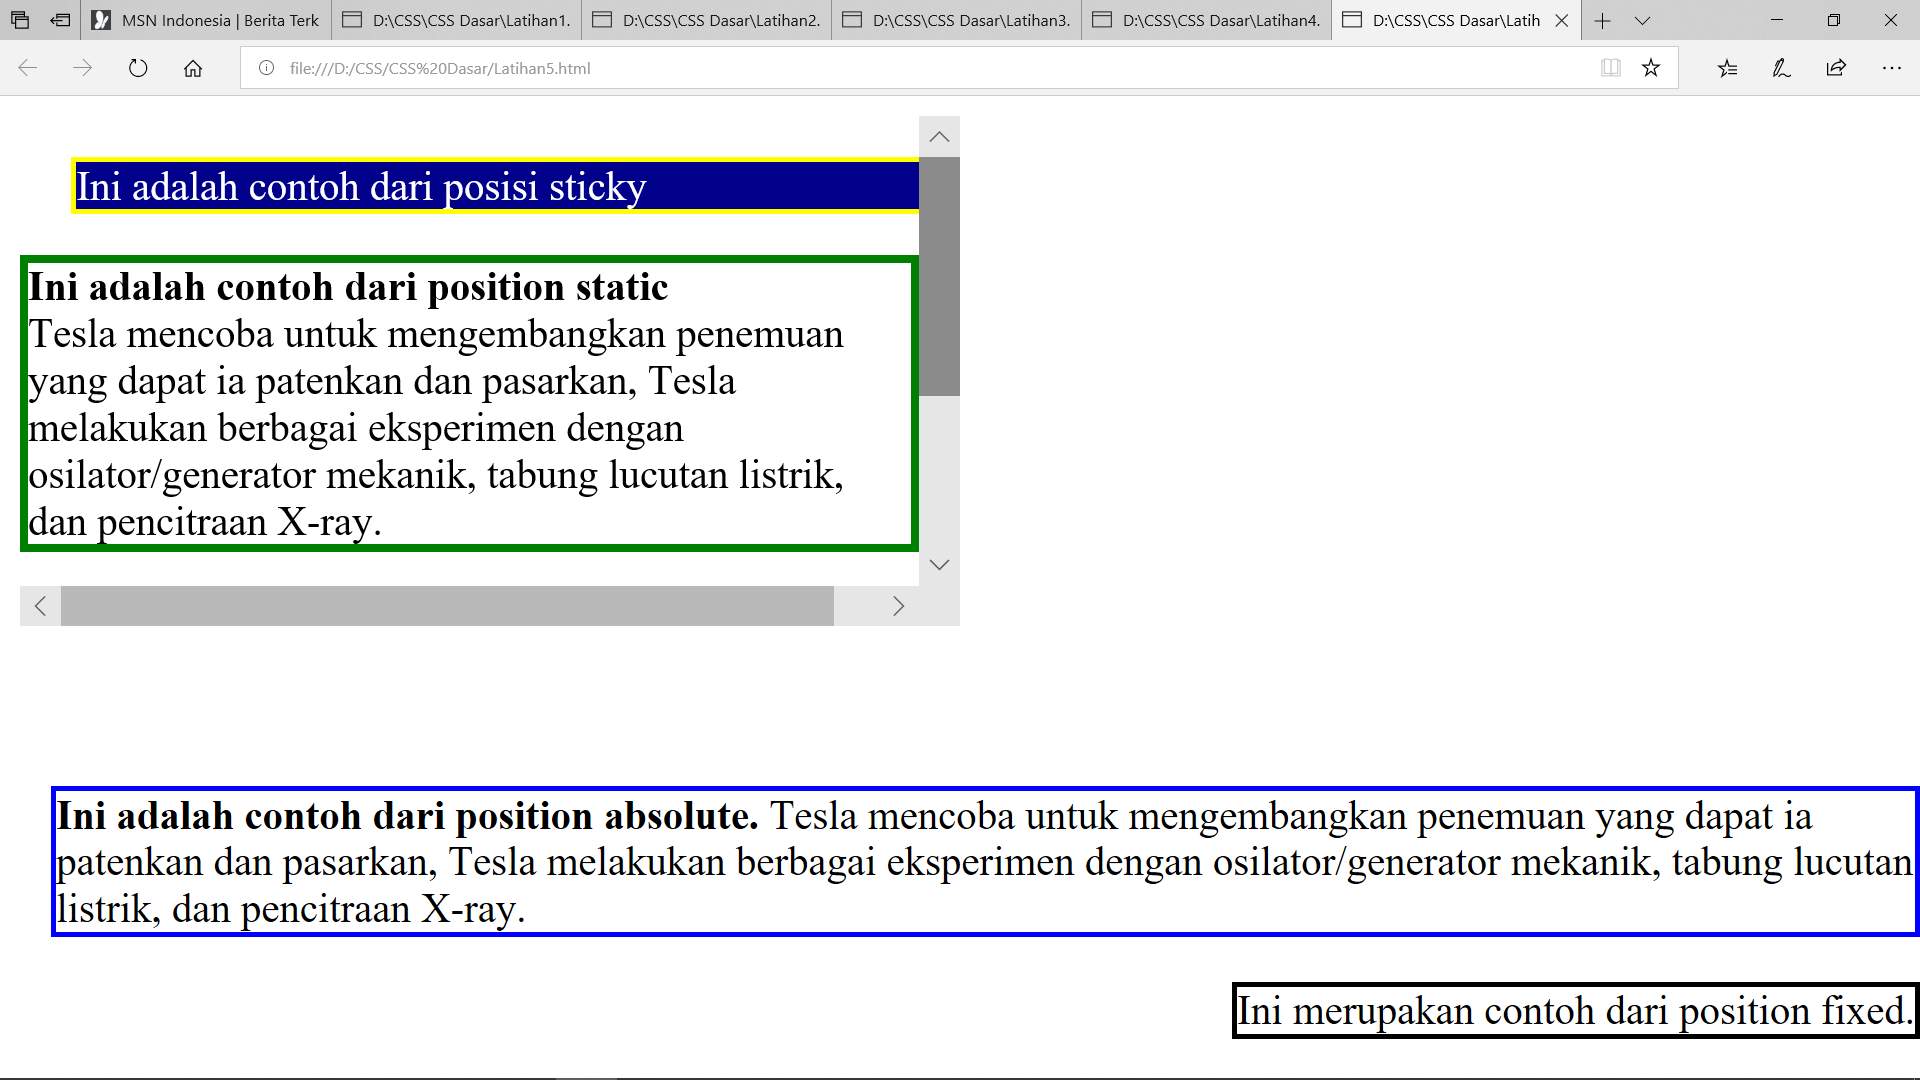 MSN Indonesia | Berita Terk
D:\CSS\CSS Dasar\Latihan1.
D:\CSS\CSS Dasar\Latihan2.
D:\CSS\CSS Dasar\Latihan3.
D:\CSS\CSS Dasar\Latihan4.
D:\CSS\CSS Dasar\Latih
file:///D:/CSS/CSS%20Dasar/Latihan5.html
Ini adalah contoh dari posisi sticky
Ini adalah contoh dari position static
Tesla mencoba untuk mengembangkan penemuan
yang dapat ia patenkan dan pasarkan, Tesla
melakukan berbagai eksperimen dengan
osilator/generator mekanik, tabung lucutan listrik,
dan pencitraan X-ray.
Ini adalah contoh dari position absolute. Tesla mencoba untuk mengembangkan penemuan yang dapat ia
patenkan dan pasarkan, Tesla melakukan berbagai eksperimen dengan osilator/generator mekanik, tabung lucutan
listrik, dan pencitraan X-ray.
Ini merupakan contoh dari position fixed.